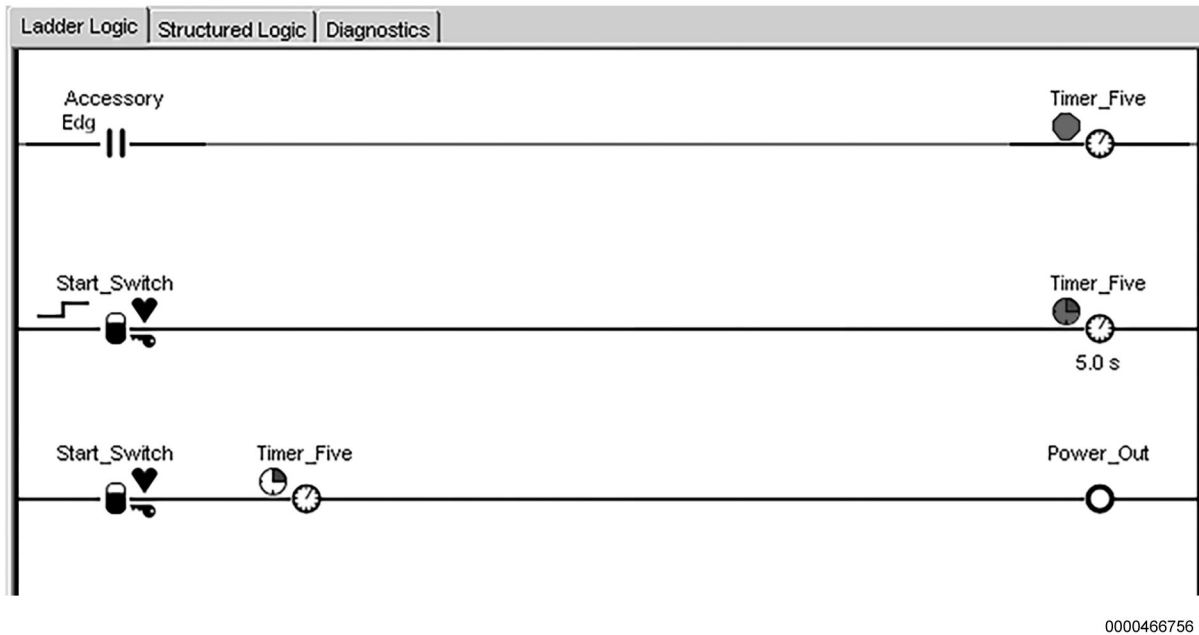 Ladder Logic Structured Logic Diagnostics
Accessory
Edg
Timer_Five
Start_Switch
Timer_Five
5.0 s
Start_Switch
Timer_Five
Power_Out
0000466756